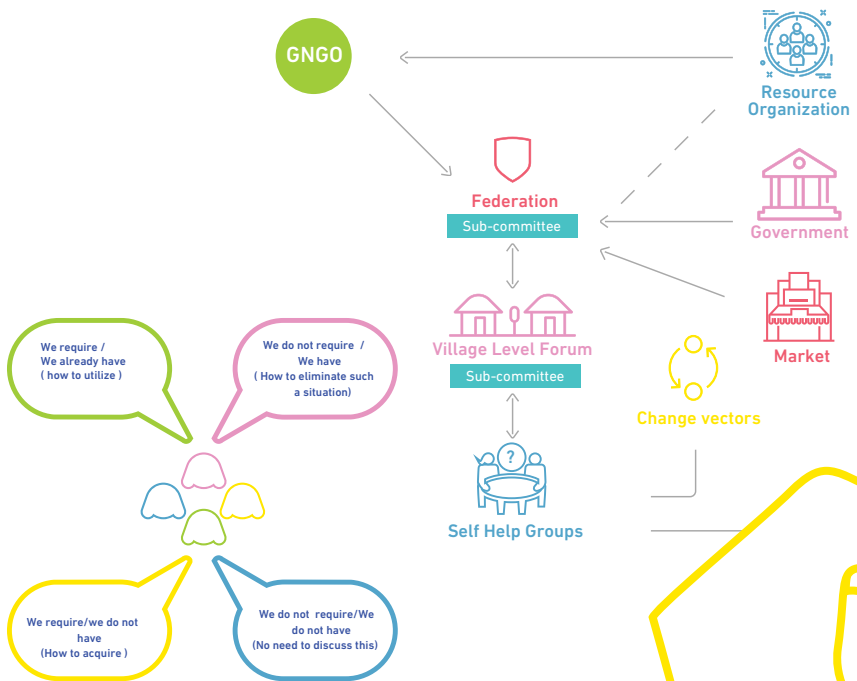 GNGO
Resource
Organization
Federation
Sub-committee
Government
Village Level Forum
Sub-committee
Market
Change vectors
?
Self Help Groups
We require /
We already have
( how to utilize )
We do not require /
We have
( How to eliminate such
a situation)
We require/we do not
have
(How to acquire )
We do not require/We
do not have
(No need to discuss this)